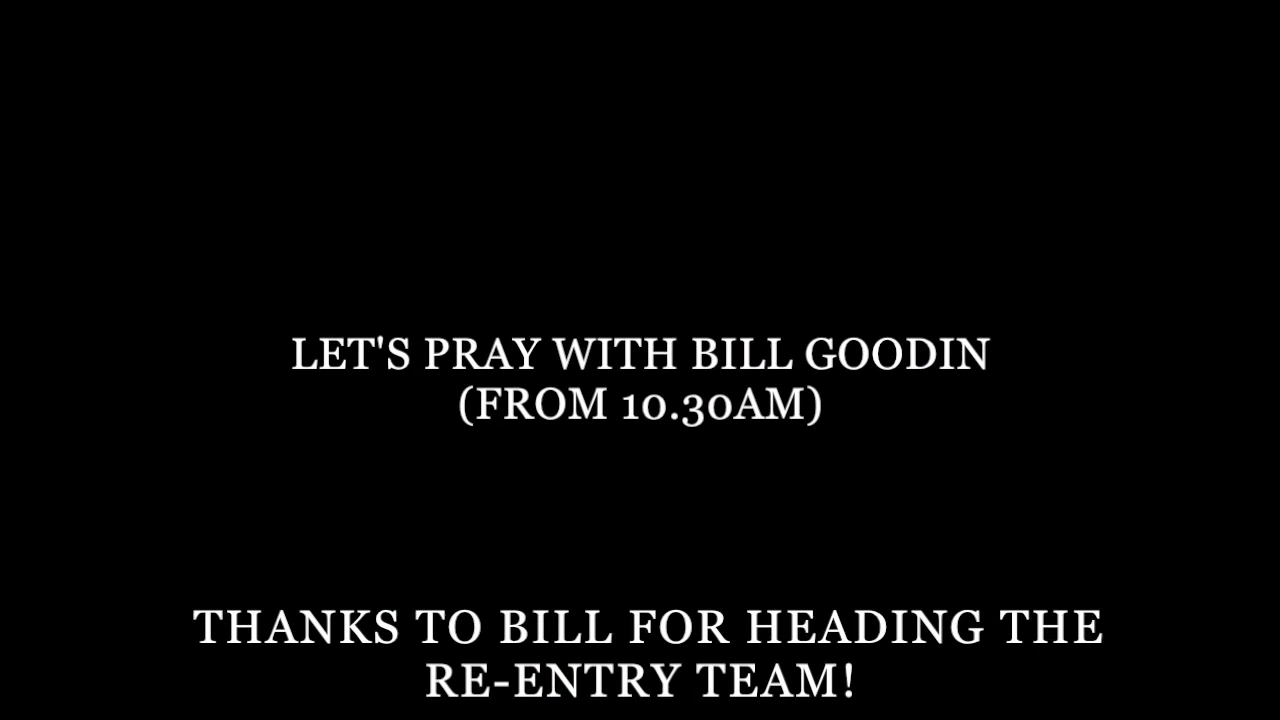 LET'S PRAY WITH BILL GOODIN
(FROM 10.30AM)
THANKS TO BILL FOR HEADING THE
RE-ENTRY TEAM!